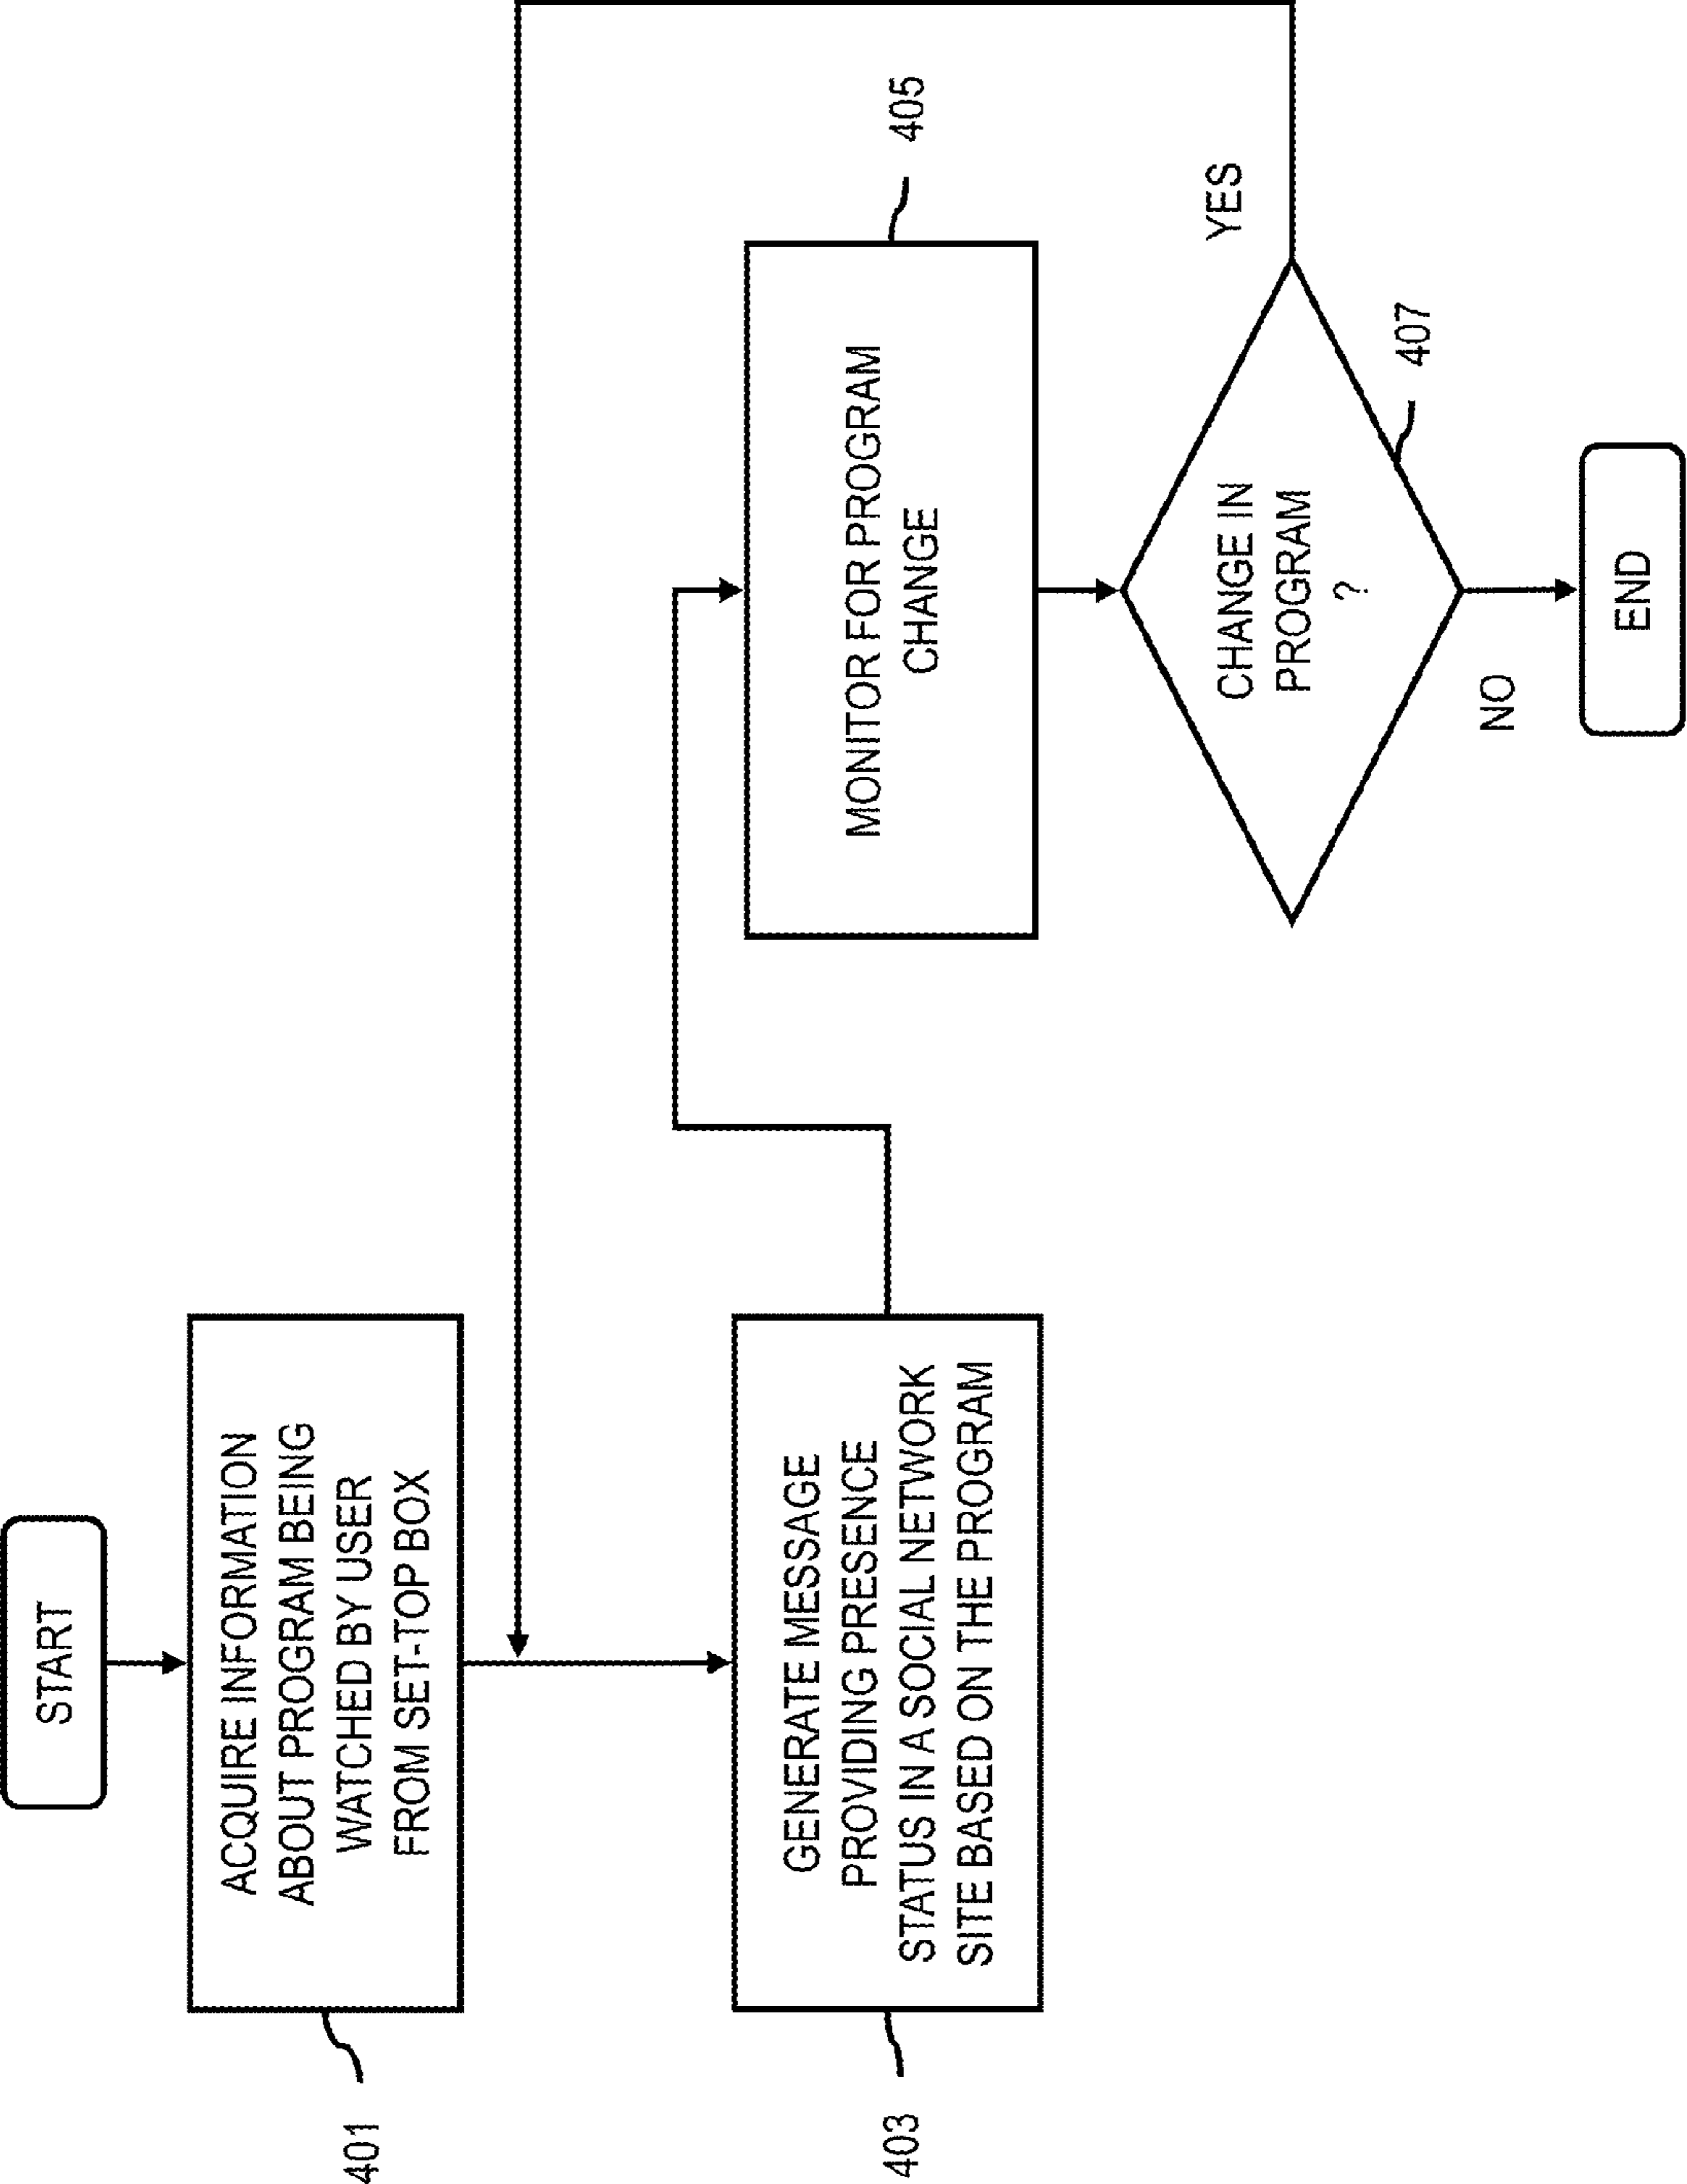 START
ACQUIRE INFORMATION
ABOUT PROGRAM BEING
WATCHED BY USER
FROM SET-TOP BOX
401
GENERATE MESSAGE
PROVIDING PRESENCE
STATUS IN A SOCIAL NETWORK
SITE BASED ON THE PROGRAM
403
MONITOR FOR PROGRAM
CHANGE
405
CHANGE IN
PROGRAM
?
407
YES
NO
END